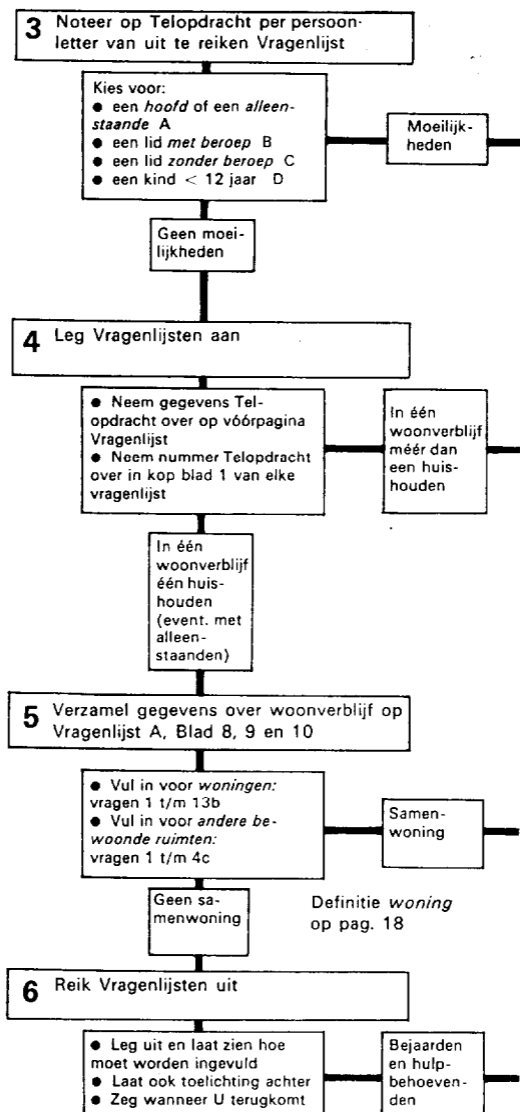 3 Noteer op Telopdracht per persoon-
letter van uit te reiken Vragenlijst
Kies voor:
● een hoofd of een alleen-
staande A
● een lid met beroep B
● een lid zonder beroep C
● een kind < 12 jaar D
Moeilijk-
heden
Geen moei-
lijkheden
4 Leg Vragenlijsten aan
● Neem gegevens Tel-
opdracht over op vóórpagina
Vragenlijst
● Neem nummer Telopdracht
over in kop blad 1 van elke
vragenlijst
In één
woonverblijf
méér dan
een huis-
houden
In één
woonverblijf
één huis-
houden
(event. met
alleen-
staanden)
5 Verzamel gegevens over woonverblijf op
Vragenlijst A, Blad 8, 9 en 10
● Vul in voor woningen:
vragen 1 t/m 13b
● Vul in voor andere be-
woonde ruimten:
vragen 1 t/m 4c
Samen-
woning
Geen sa-
menwoning
Definitie woning
op pag. 18
6 Reik Vragenlijsten uit
● Leg uit en laat zien hoe
moet worden ingevuld
● Laat ook toelichting achter
● Zeg wanneer U terugkomt
Bejaarden
en hulp-
behoeven-
den